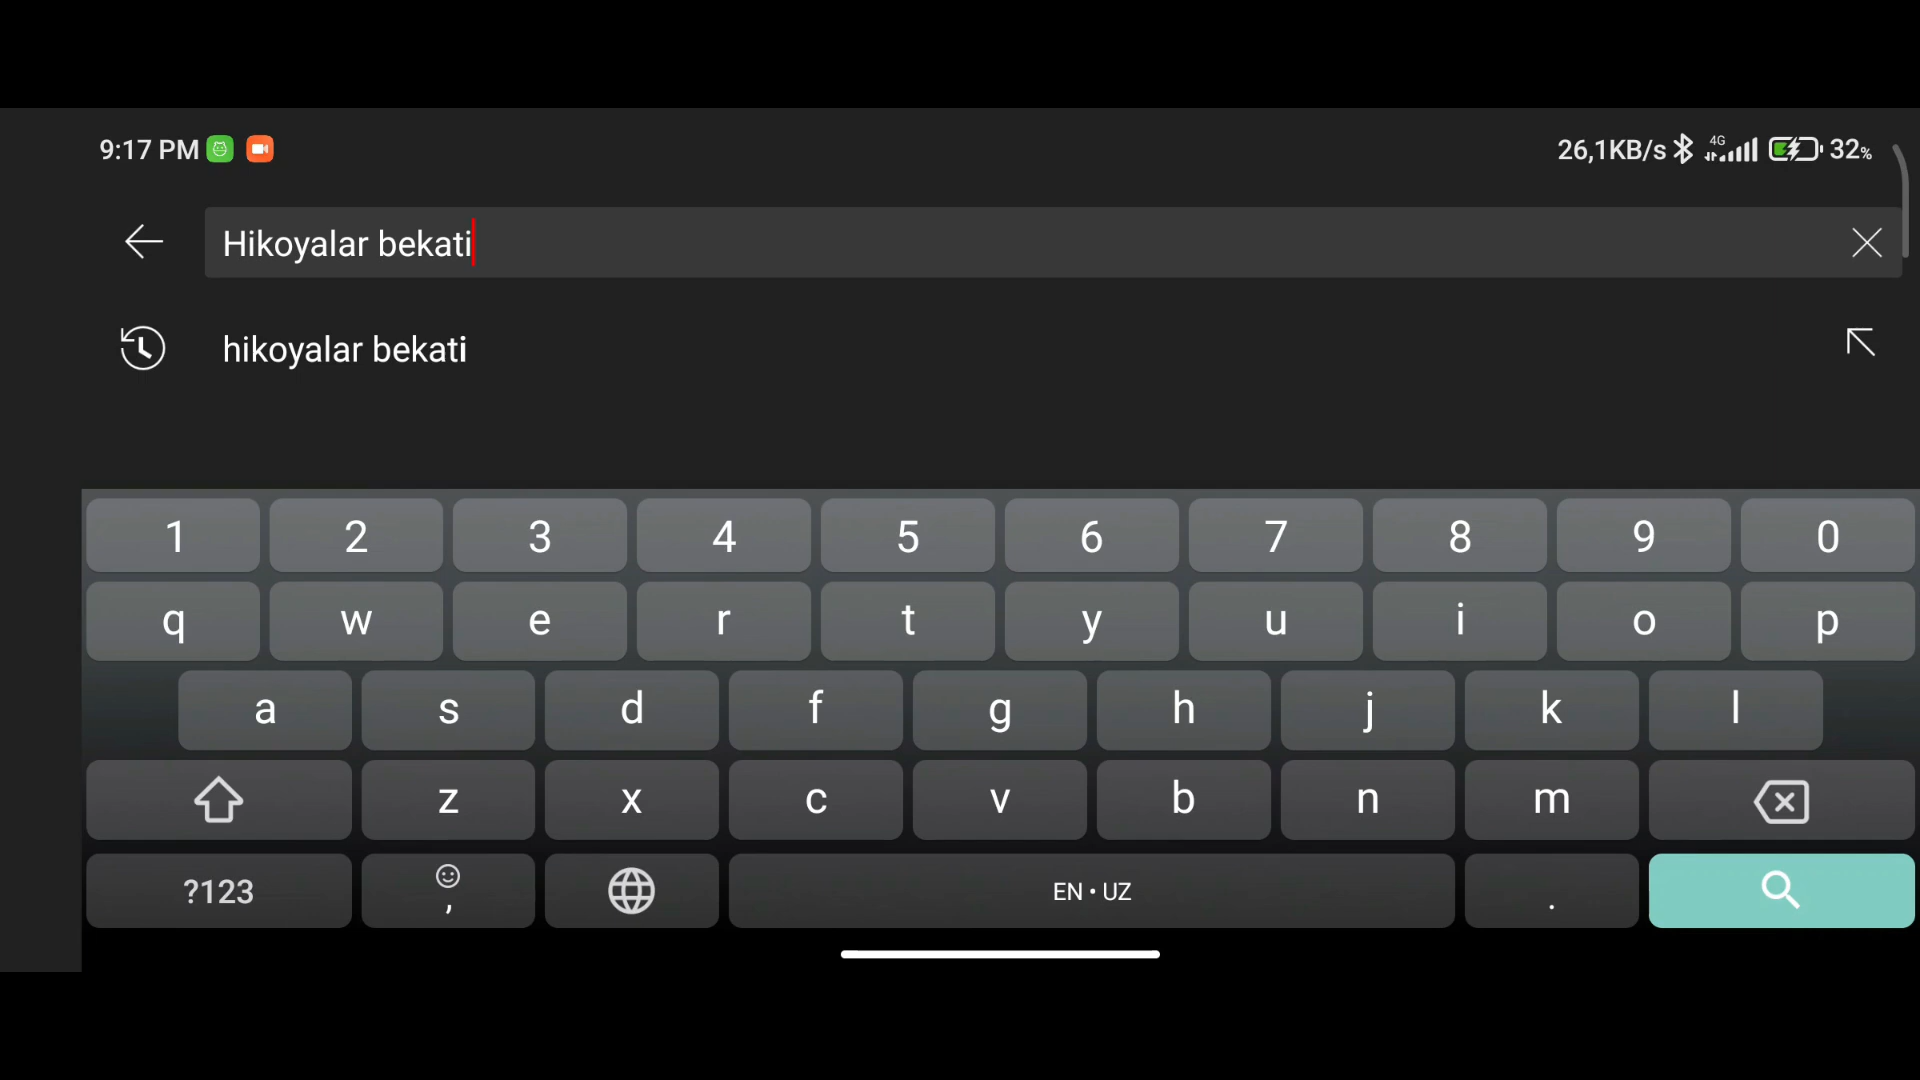 9:17 PM 26,1KB/s 4G 32%
Hikoyalar bekati
hikoyalar bekati
1 2 3 4 5 6 7 8 9 0
q w e r t y u i o p
a s d f g h j k l
z x c v b n m
?123 , EN • UZ .